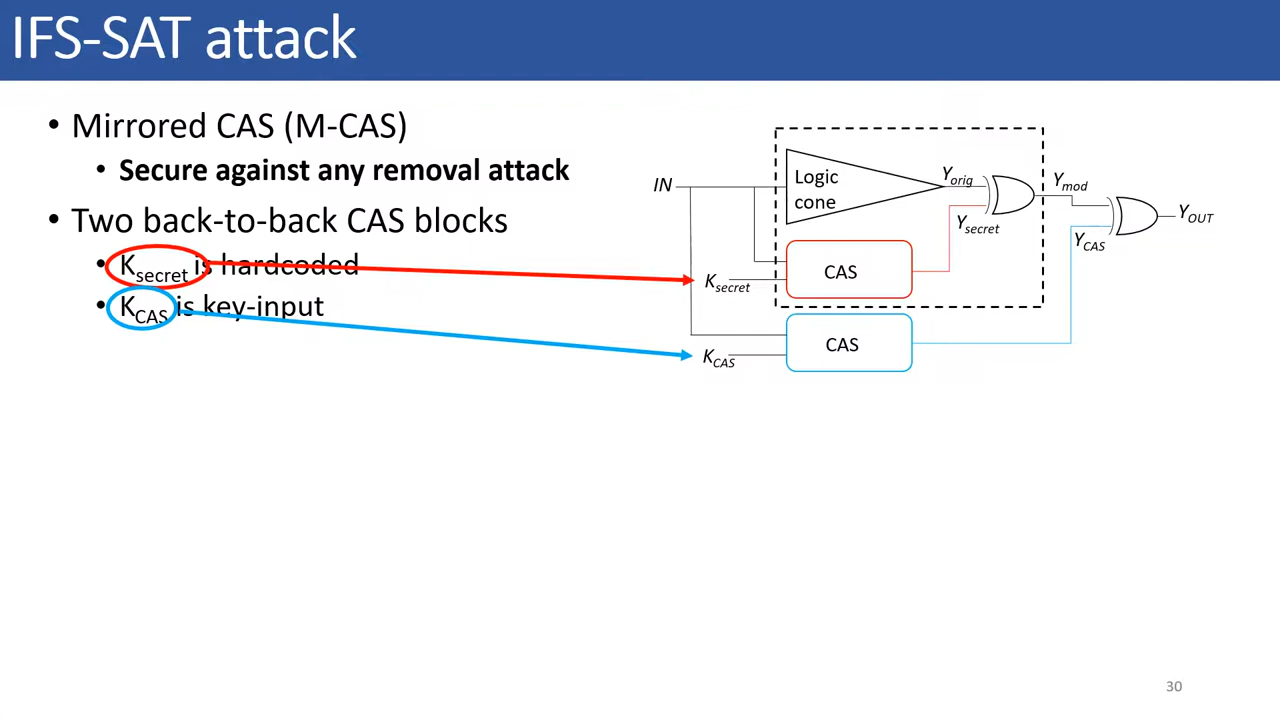 IFS-SAT attack
• Mirrored CAS (M-CAS)
• Secure against any removal attack
• Two back-to-back CAS blocks
• Ksecret is hardcoded
• KCAS is key-input
IN
Logic
cone
Yorig
Ymod
YOUT
Ysecret
YCAS
CAS
Ksecret
CAS
KCAS
30